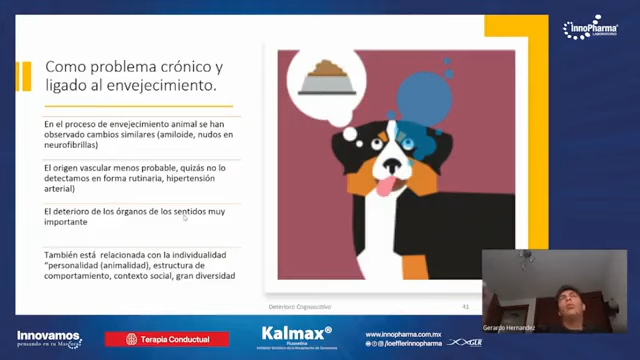 InnoPharma®
LABORATORIO
Como problema crónico y
ligado al envejecimiento.
En el proceso de envejecimiento animal se han
observado cambios similares (amiloide, nudos en
neurofibrillas)
El origen vascular menos probable, quizás no lo
detectamos en forma rutinaria, hipertensión
arterial)
El deterioro de los órganos de los sentidos muy
importante
También está relacionada con la individualidad
"personalidad (animalidad), estructura de
comportamiento, contexto social, gran diversidad
Deterioro Cognoscitivo
41
Gerardo Hernandez
Innovamos
pensando en tu Mascota
Terapia Conductual
Kalmax®
Fluoxetina
www.innopharma.com.mx
/loefflerinnopharma